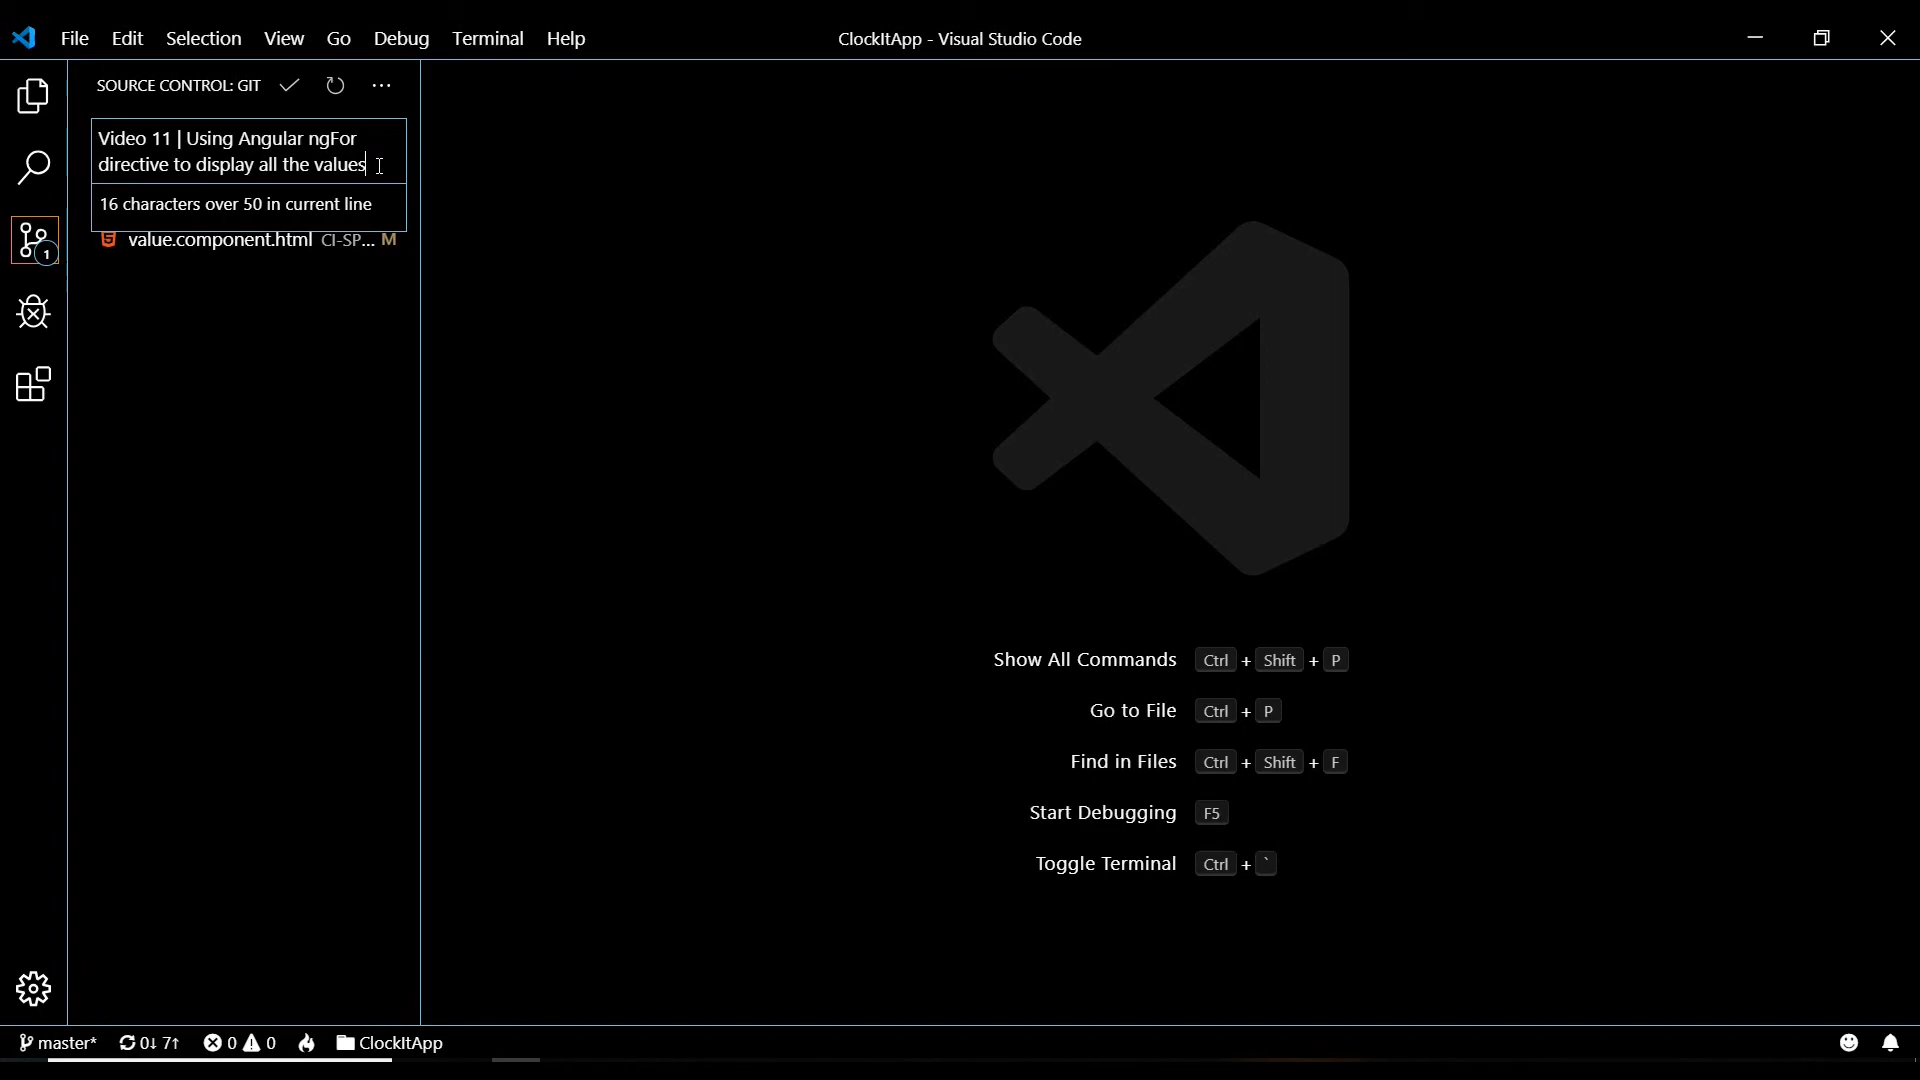 File Edit Selection View Go Debug Terminal Help
ClockItApp - Visual Studio Code
SOURCE CONTROL: GIT
Video 11 | Using Angular ngFor
directive to display all the values
16 characters over 50 in current line
value.component.html CI-SP... M
1
Show All Commands Ctrl + Shift + P
Go to File Ctrl + P
Find in Files Ctrl + Shift + F
Start Debugging F5
Toggle Terminal Ctrl + `
master* 0↓ 7↑ 0 0 ClockItApp